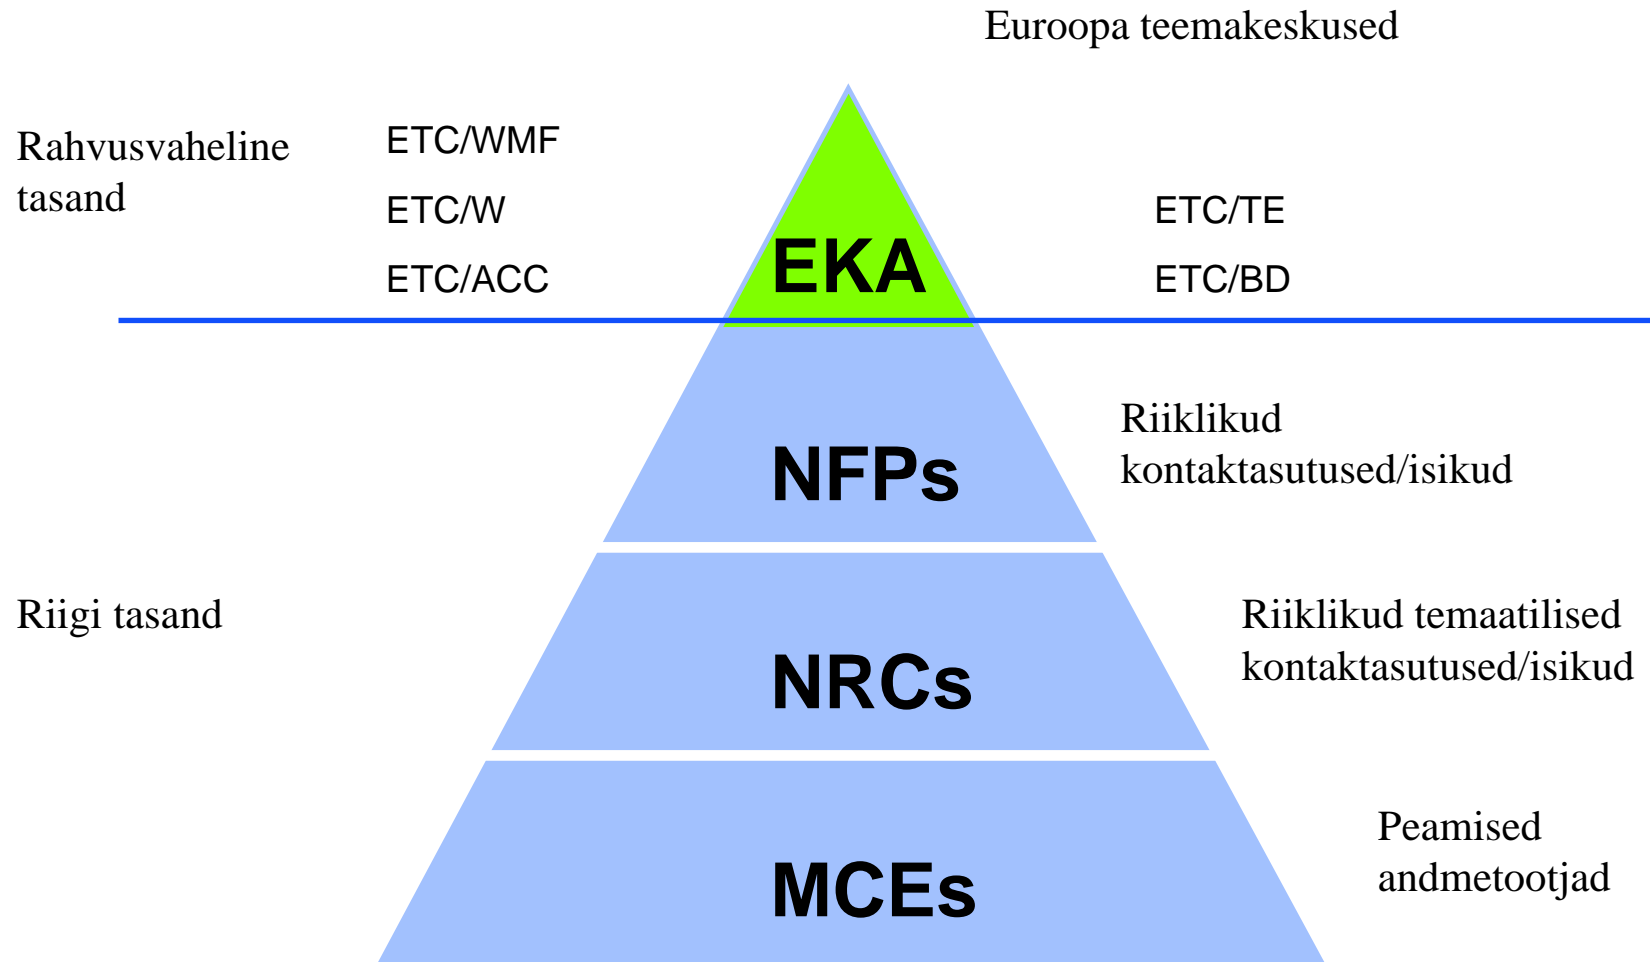 Euroopa teemakeskused
Rahvusvaheline
tasand
ETC/WMF
ETC/W
ETC/ACC
EKA
ETC/TE
ETC/BD
NFPs
Riiklikud
kontaktasutused/isikud
Riigi tasand
NRCs
Riiklikud temaatilised
kontaktasutused/isikud
MCEs
Peamised
andmetootjad